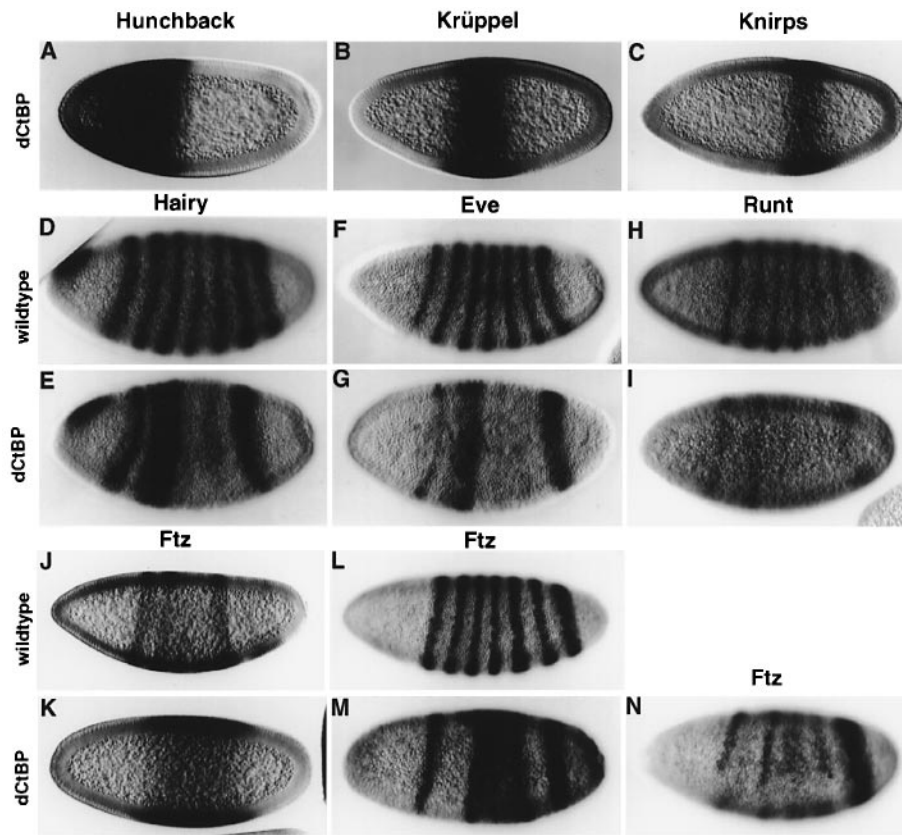 Hunchback Krüppel Knirps
A B C
dCtBP
Hairy Eve Runt
D F H
wildtype
E G I
dCtBP
Ftz Ftz
J L
wildtype
Ftz
K M N
dCtBP